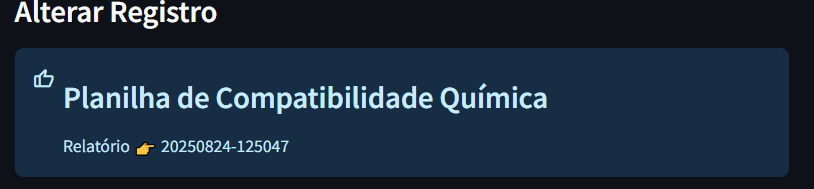 Alterar Registro
Planilha de Compatibilidade Química
Relatório 👉 20250824-125047